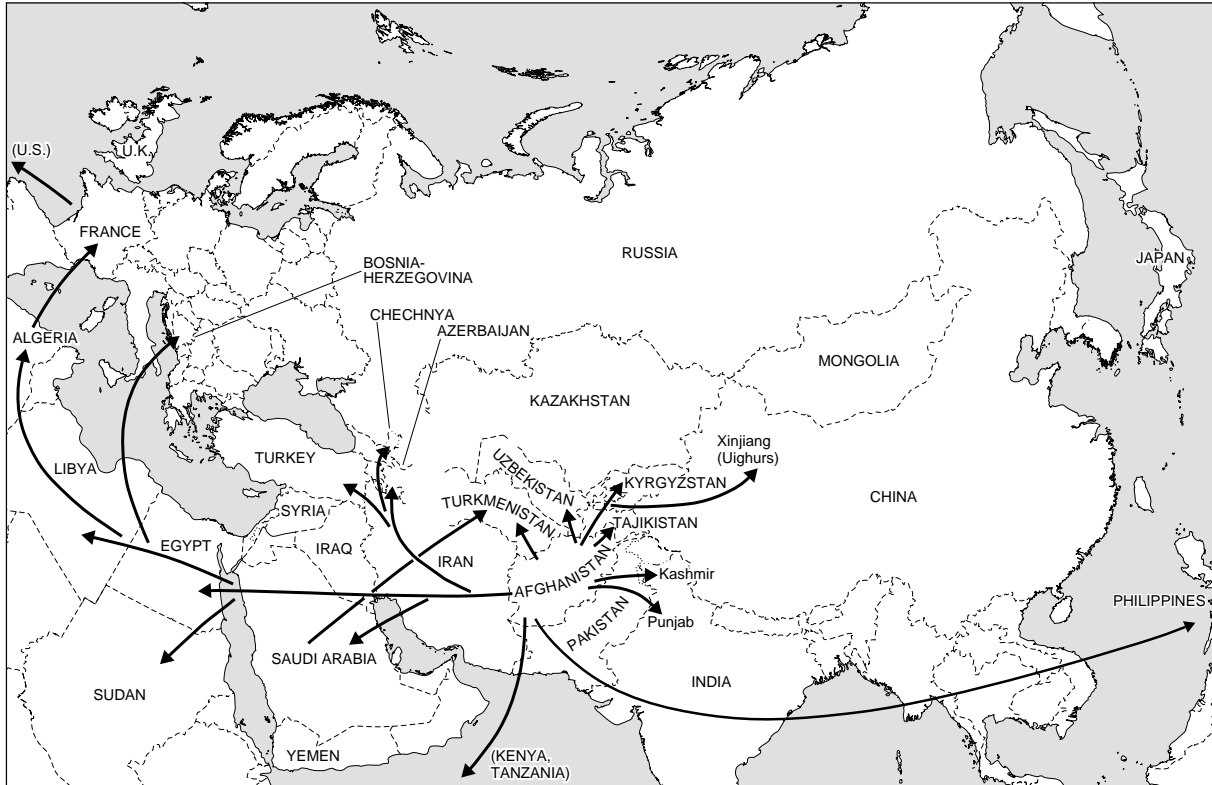 (U.S.)
U.K.
FRANCE
RUSSIA
JAPAN
BOSNIA-
HERZEGOVINA
CHECHNYA
AZERBAIJAN
ALGERIA
MONGOLIA
KAZAKHSTAN
Xinjiang
(Uighurs)
TURKEY
LIBYA
UZBEKISTAN
KYRGYZSTAN
CHINA
TURKMENISTAN
SYRIA
TAJIKISTAN
EGYPT
IRAQ
IRAN
AFGHANISTAN
Kashmir
PHILIPPINES
Punjab
PAKISTAN
SAUDI ARABIA
INDIA
SUDAN
YEMEN
(KENYA,
TANZANIA)